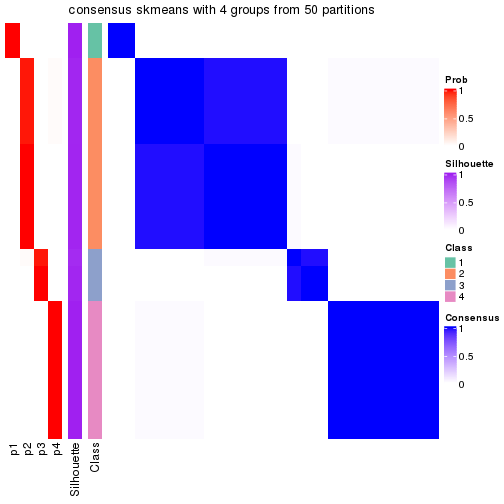 consensus skmeans with 4 groups from 50 partitions
Prob
1
0.5
0
Silhouette
1
0.5
0
Class
1
2
3
4
Consensus
1
0.5
0
p1
p2
p3
p4
Silhouette
Class